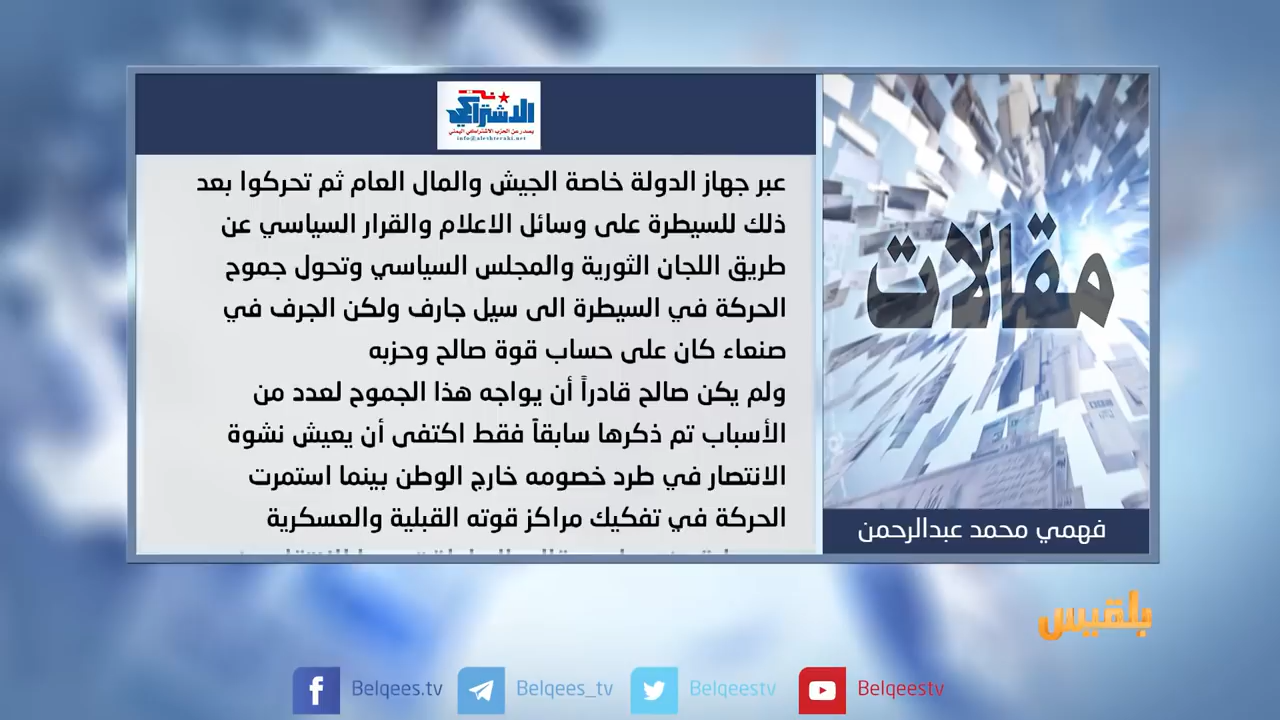 نت
الاشتراكي
يصدر عن الحزب الاشتراكي اليمني
info@aleshteraki.net
عبر جهاز الدولة خاصة الجيش والمال العام ثم تحركوا بعد
ذلك للسيطرة على وسائل الاعلام والقرار السياسي عن
طريق اللجان الثورية والمجلس السياسي وتحول جموح
الحركة في السيطرة الى سيل جارف ولكن الجرف في
صنعاء كان على حساب قوة صالح وحزبه
ولم يكن صالح قادراً أن يواجه هذا الجموح لعدد من
الأسباب تم ذكرها سابقاً فقط اكتفى أن يعيش نشوة
الانتصار في طرد خصومه خارج الوطن بينما استمرت
الحركة في تفكيك مراكز قوته القبلية والعسكرية
مقالات
فهمي محمد عبدالرحمن
بلقيس
Belqees.tv
Belqees_tv
Belqeestv
Belqeestv